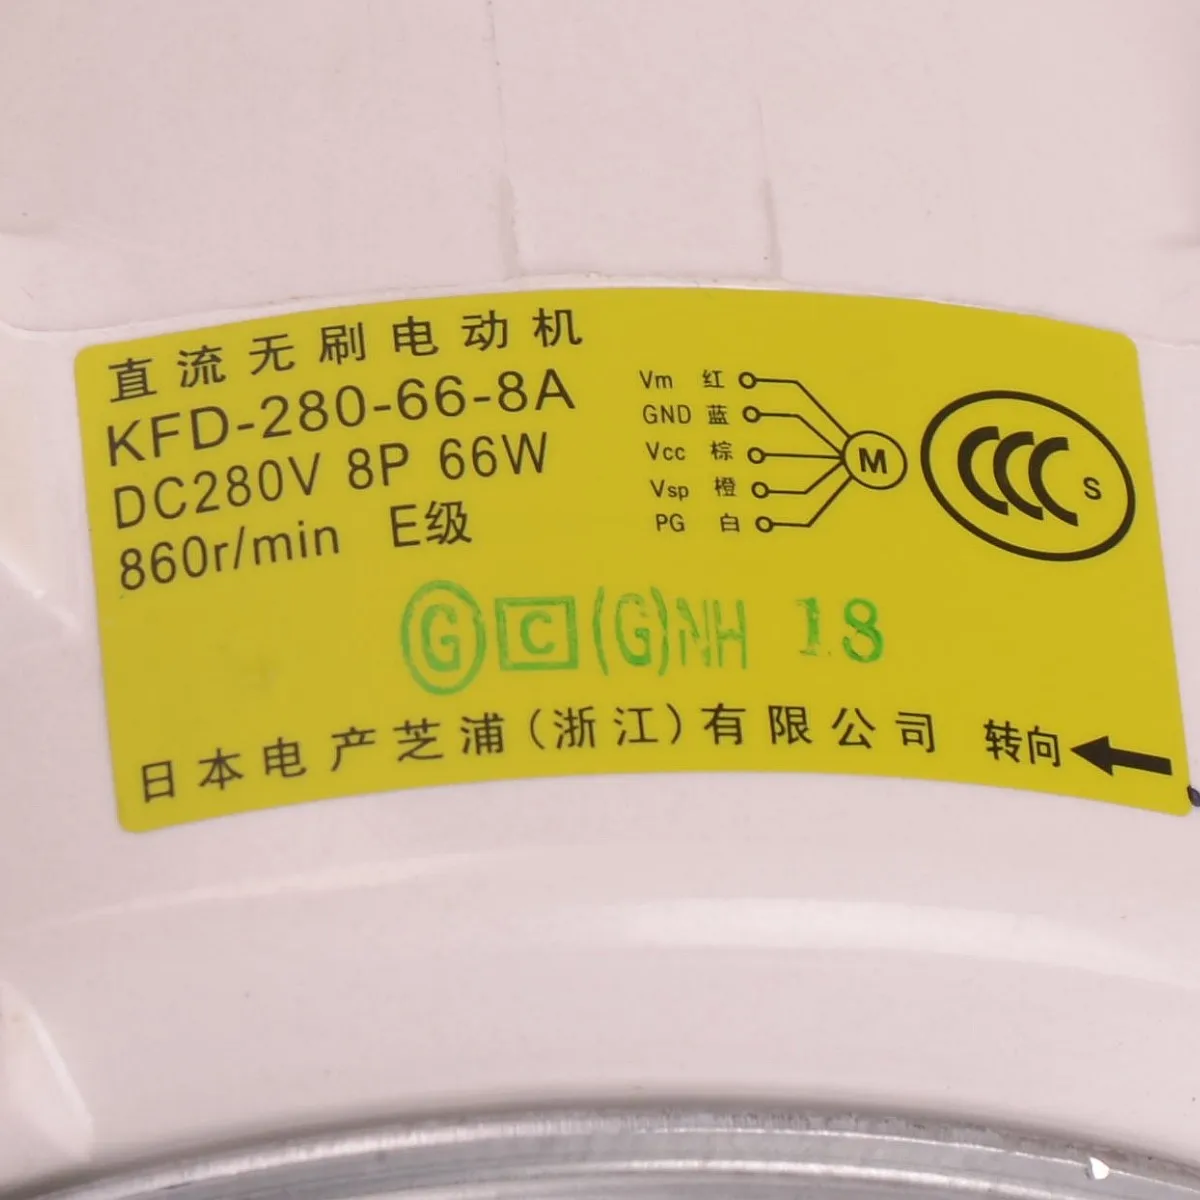 直流无刷电动机
KFD-280-66-8A
DC280V 8P 66W
860r/min E级
Vm 红
GND 蓝
Vcc 棕
Vsp 橙
PG 白
M
CCC S
G C (G)NH 18
日本电产芝浦(浙江)有限公司 转向